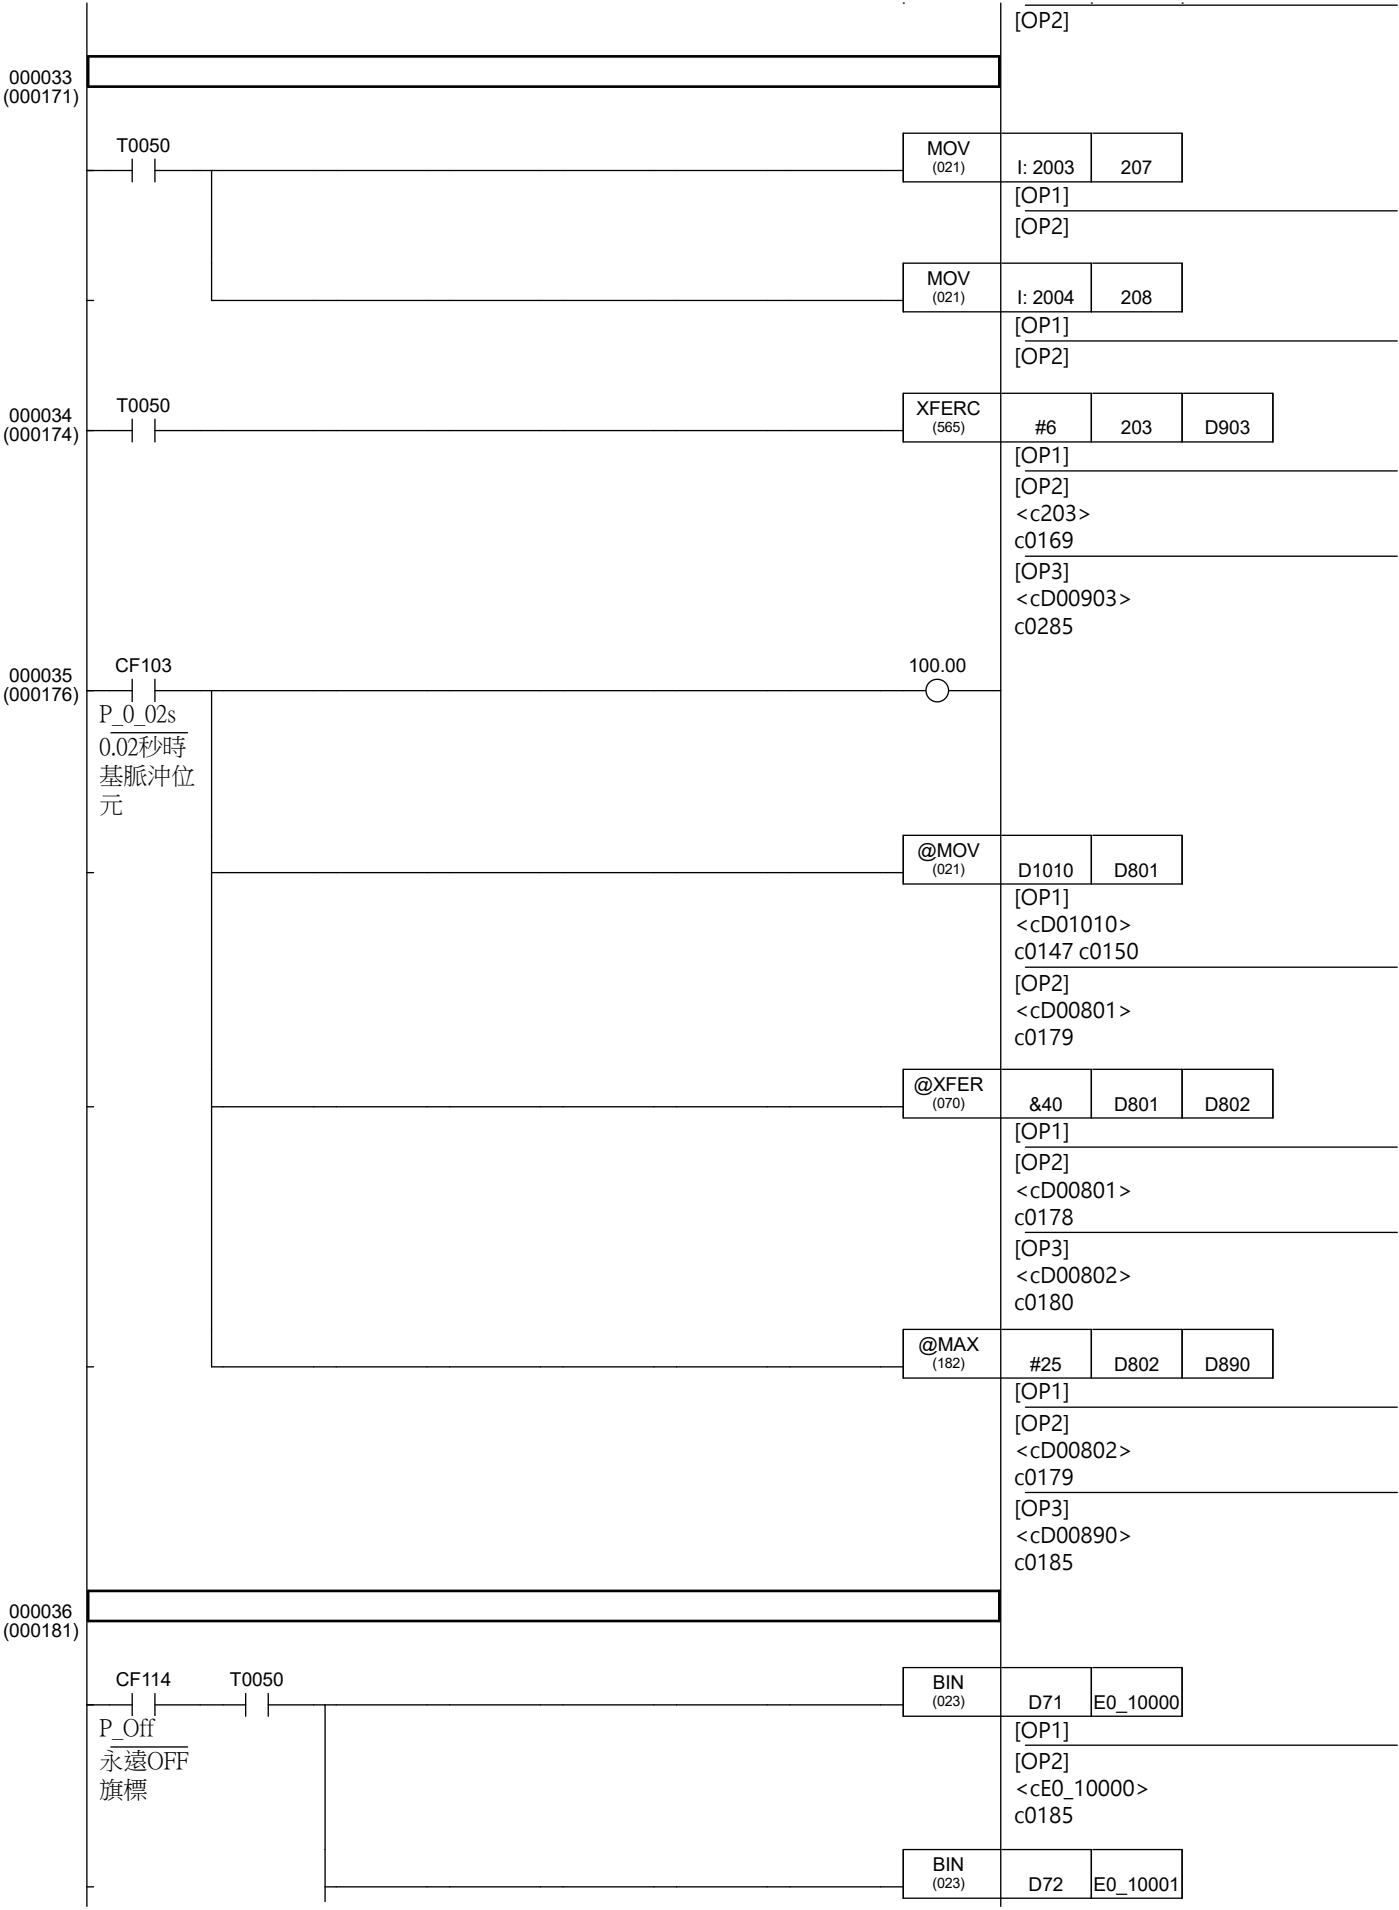 [OP2]
000033
(000171)
T0050
MOV
(021)
I: 2003 207
[OP1]
[OP2]
MOV
(021)
I: 2004 208
[OP1]
[OP2]
000034
(000174)
T0050
XFERC
(565)
#6 203 D903
[OP1]
[OP2]
<c203>
c0169
[OP3]
<cD00903>
c0285
000035
(000176)
CF103
P_0_02s
0.02秒時
基脈沖位
元
100.00
@MOV
(021)
D1010 D801
[OP1]
<cD01010>
c0147 c0150
[OP2]
<cD00801>
c0179
@XFER
(070)
&40 D801 D802
[OP1]
[OP2]
<cD00801>
c0178
[OP3]
<cD00802>
c0180
@MAX
(182)
#25 D802 D890
[OP1]
[OP2]
<cD00802>
c0179
[OP3]
<cD00890>
c0185
000036
(000181)
CF114 T0050
P_Off
永遠OFF
旗標
BIN
(023)
D71 E0_10000
[OP1]
[OP2]
<cE0_10000>
c0185
BIN
(023)
D72 E0_10001